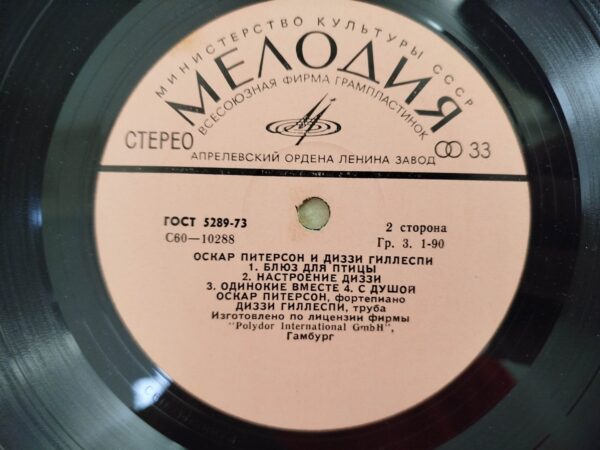 МИНИСТЕРСТВО КУЛЬТУРЫ СССР
МЕЛОДИЯ
ВСЕСОЮЗНАЯ ФИРМА ГРАМПЛАСТИНОК
СТЕРЕО
33
АПРЕЛЕВСКИЙ ОРДЕНА ЛЕНИНА ЗАВОД
ГОСТ 5289-73
2 сторона
С60—10288
Гр. 3. 1-90
ОСКАР ПИТЕРСОН И ДИЗЗИ ГИЛЛЕСПИ
1. БЛЮЗ ДЛЯ ПТИЦЫ
2. НАСТРОЕНИЕ ДИЗЗИ
3. ОДИНОКИЕ ВМЕСТЕ 4. С ДУШОЙ
ОСКАР ПИТЕРСОН, фортепиано
ДИЗЗИ ГИЛЛЕСПИ, труба
Изготовлено по лицензии фирмы
"Polydor International GmbH",
Гамбург